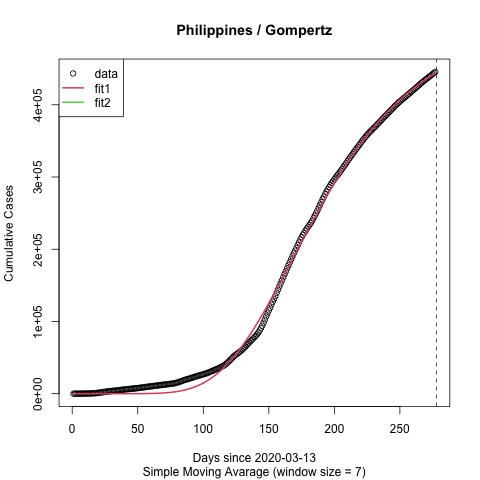 Philippines / Gompertz
data
fit1
fit2
Cumulative Cases
4e+05
3e+05
2e+05
1e+05
0e+00
0 50 100 150 200 250
Days since 2020-03-13
Simple Moving Avarage (window size = 7)